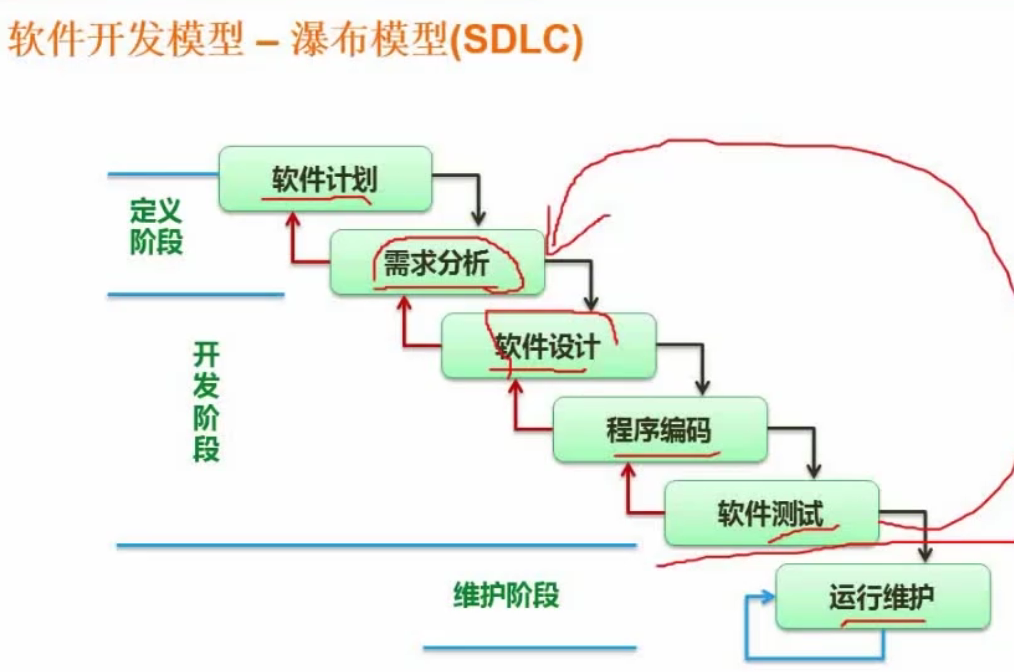 软件开发模型 – 瀑布模型(SDLC)
软件计划
定义
阶段
需求分析
软件设计
开
发
阶
段
程序编码
软件测试
维护阶段
运行维护